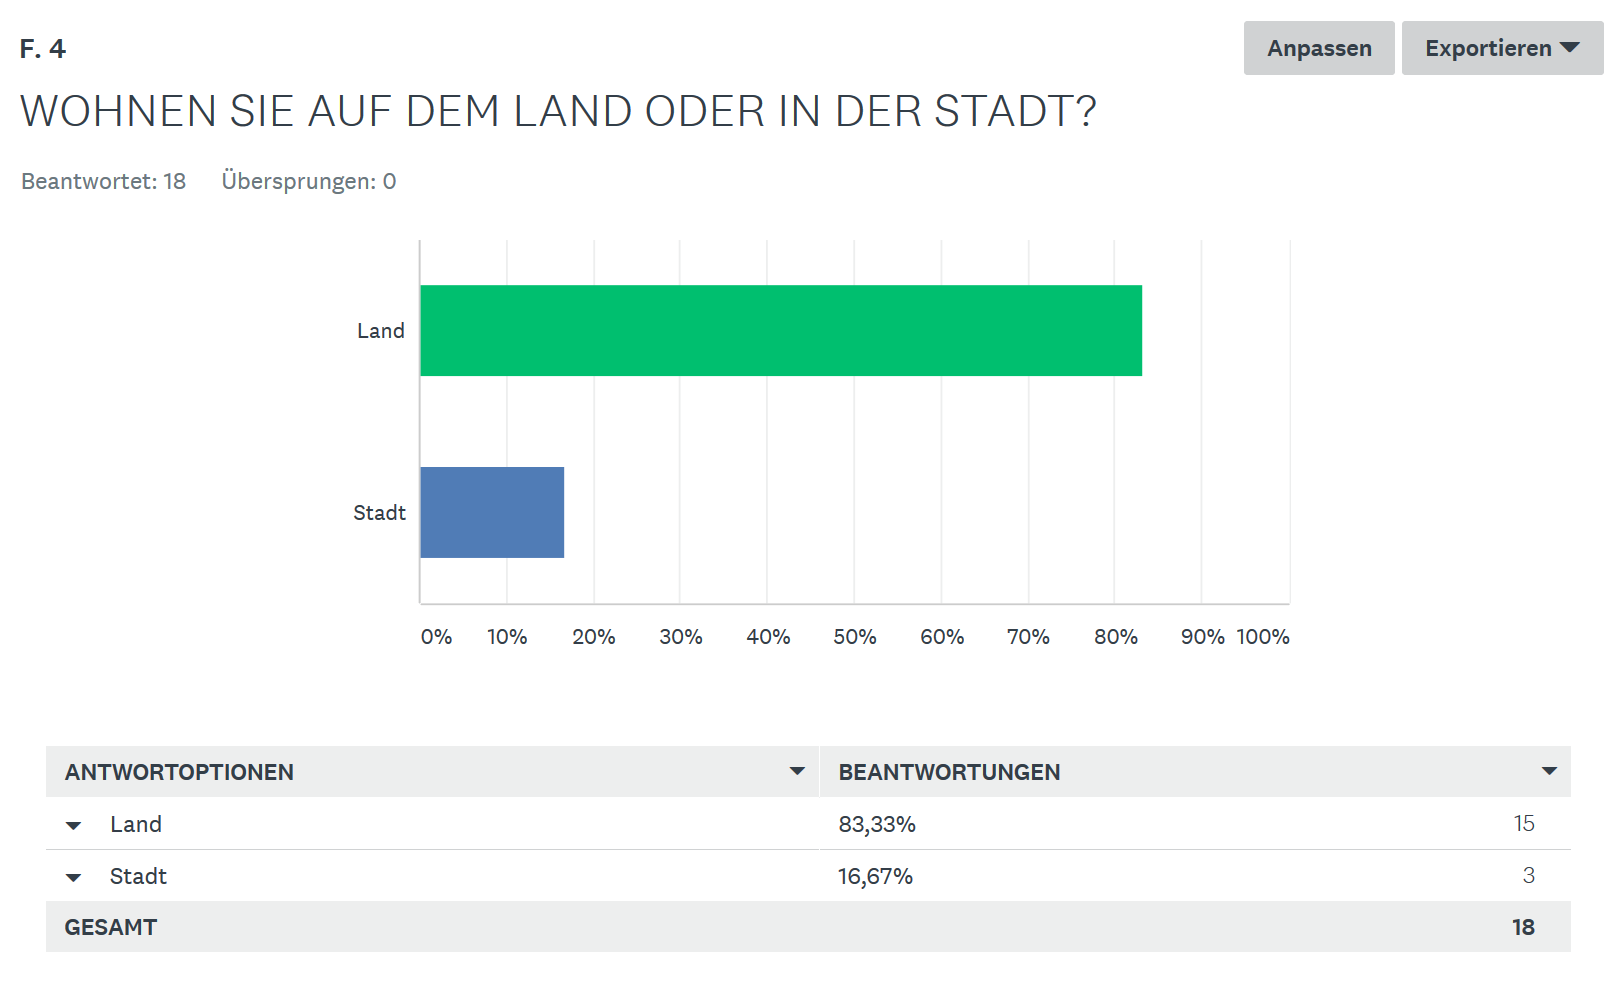 F. 4
Anpassen
Exportieren
WOHNEN SIE AUF DEM LAND ODER IN DER STADT?
Beantwortet: 18 Übersprungen: 0
Land
Stadt
0% 10% 20% 30% 40% 50% 60% 70% 80% 90% 100%
ANTWORTOPTIONEN BEANTWORTUNGEN
Land 83,33% 15
Stadt 16,67% 3
GESAMT 18